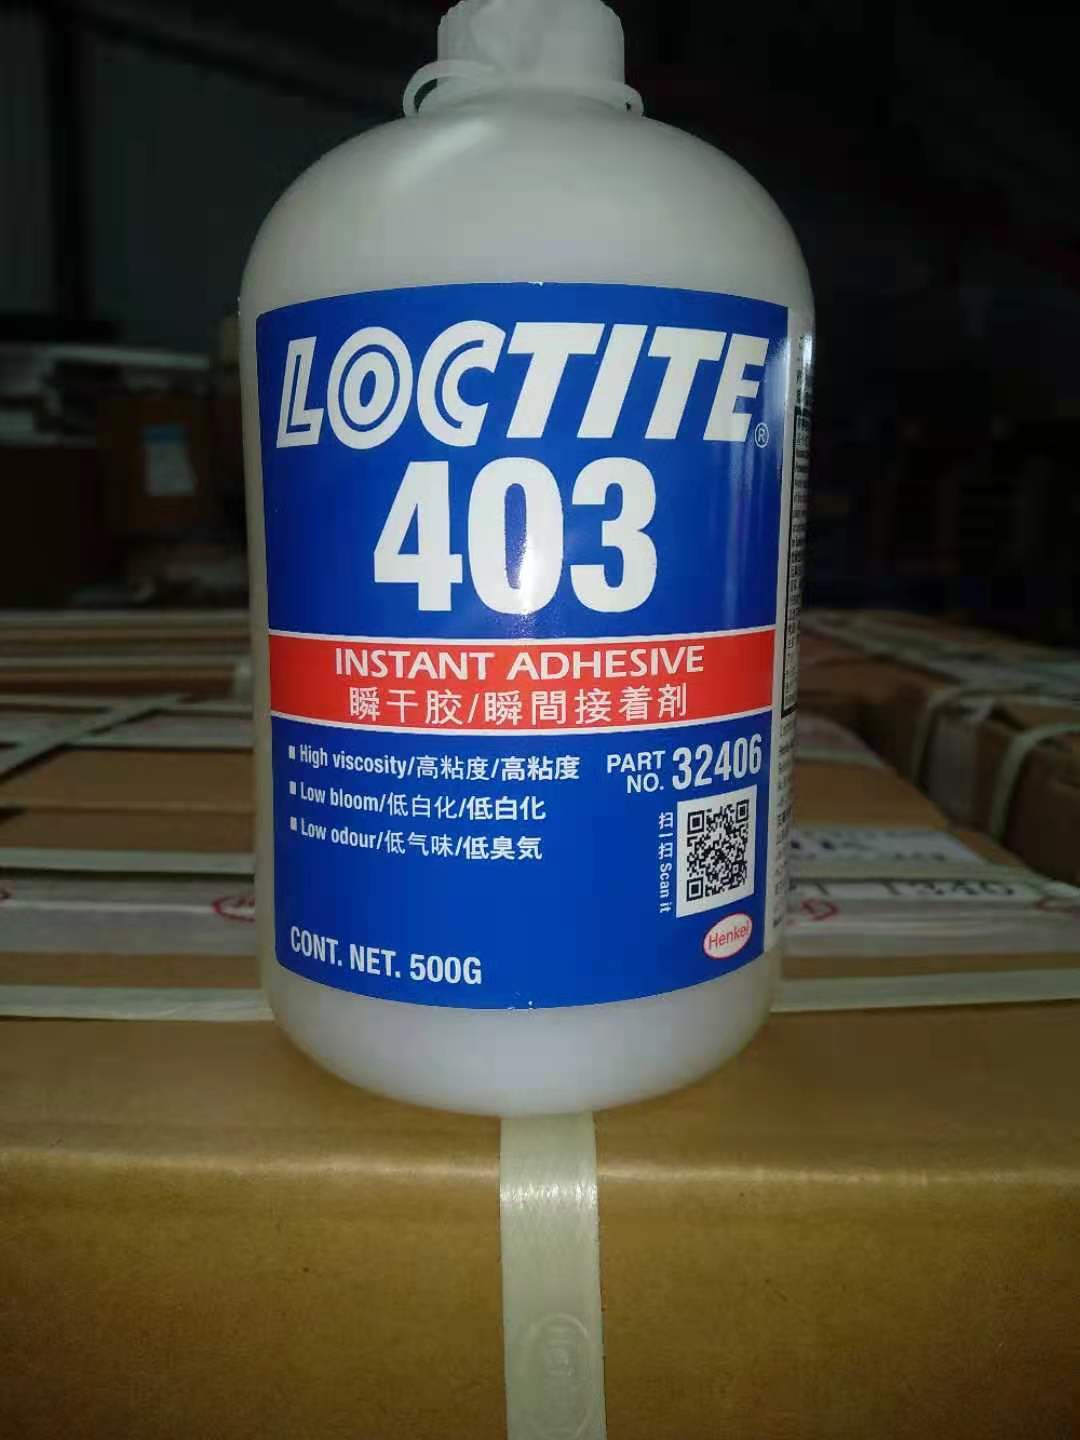 LOCTITE®
403
INSTANT ADHESIVE
瞬干胶/瞬間接着剤
High viscosity/高粘度/高粘度
Low bloom/低白化/低白化
Low odour/低气味/低臭気
PART NO. 32406
扫一扫 Scan it
Henkel
CONT. NET. 500G